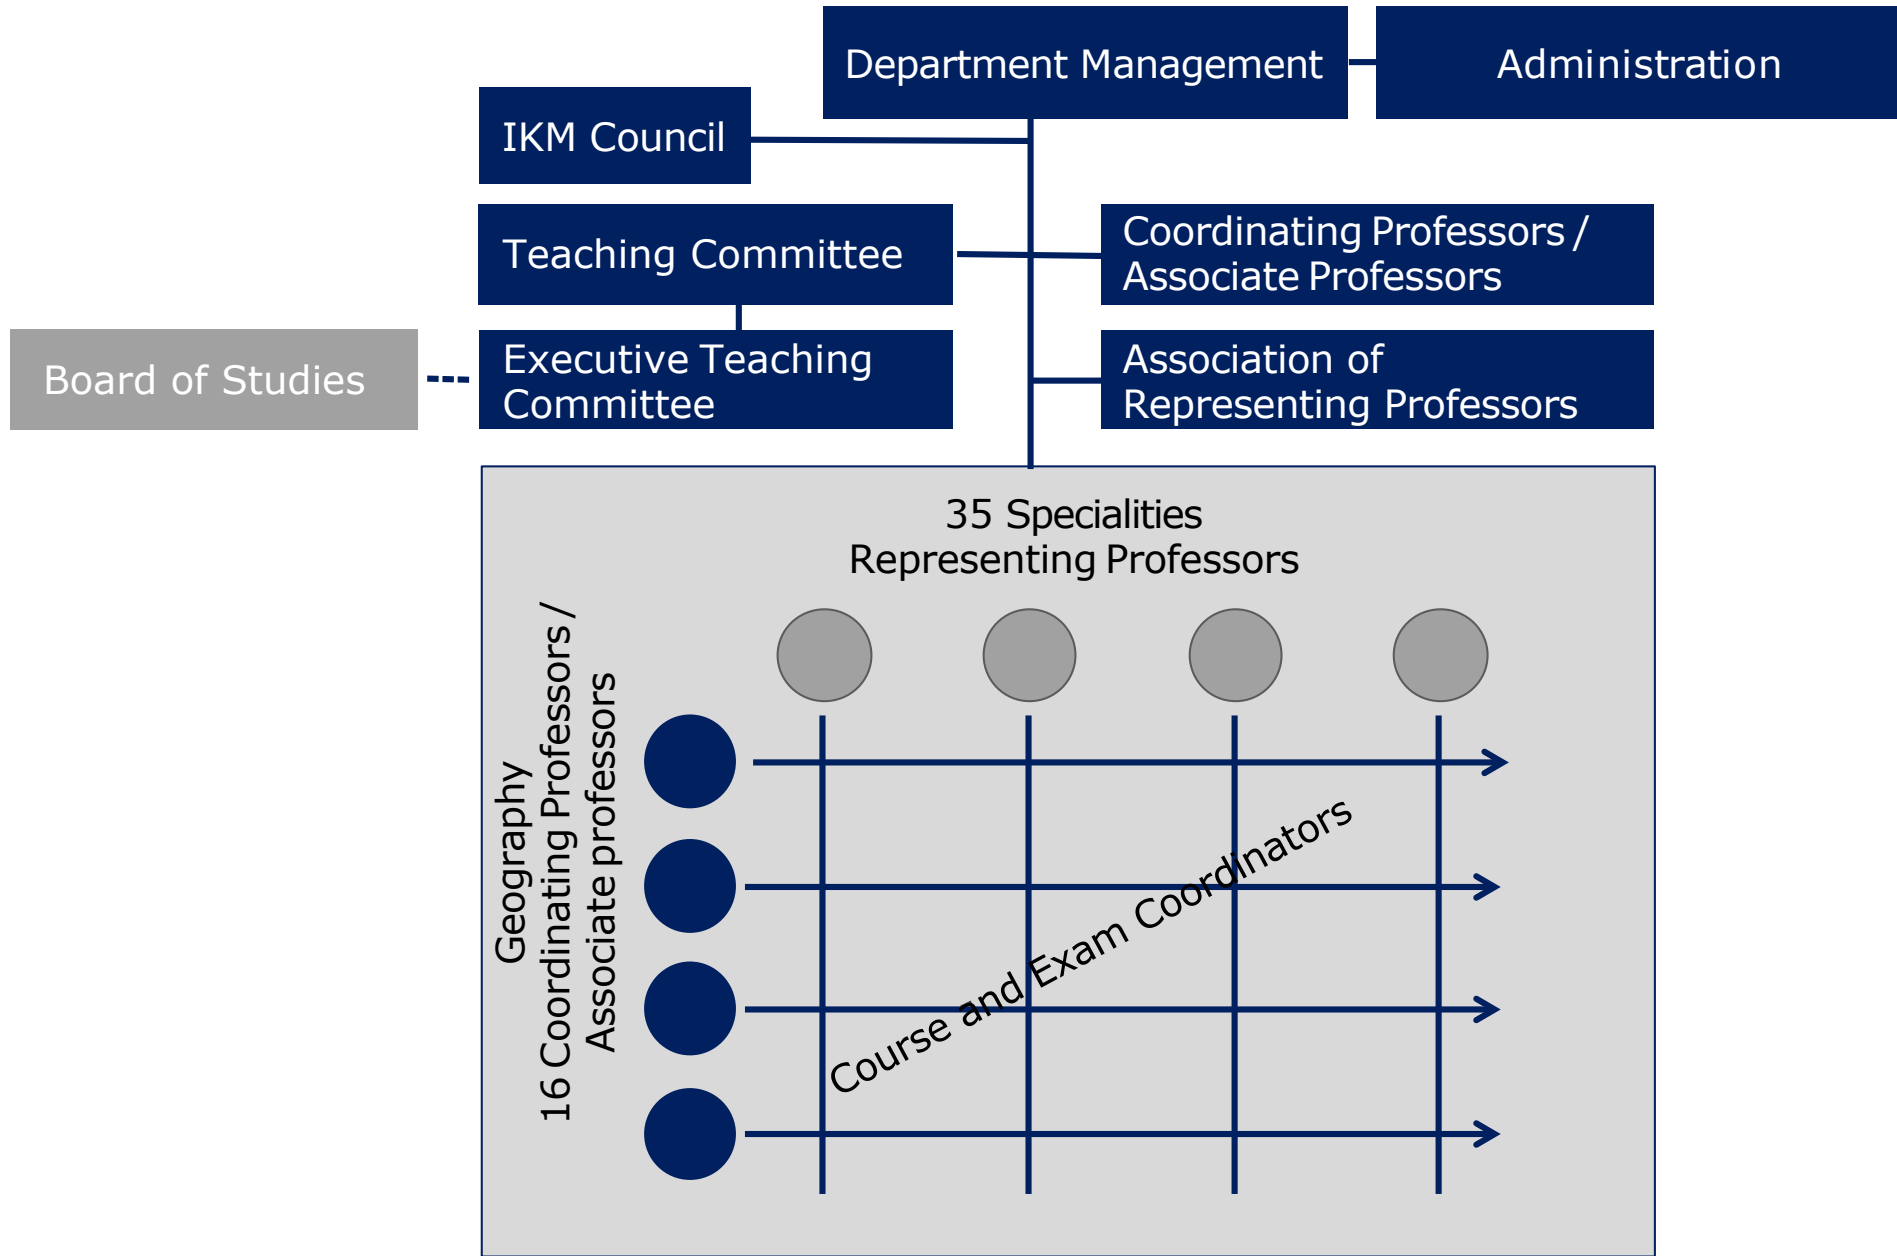 Department Management
Administration
IKM Council
Teaching Committee
Coordinating Professors /
Associate Professors
Board of Studies
Executive Teaching
Committee
Association of
Representing Professors
35 Specialities
Representing Professors
Geography
16 Coordinating Professors /
Associate professors
Course and Exam Coordinators